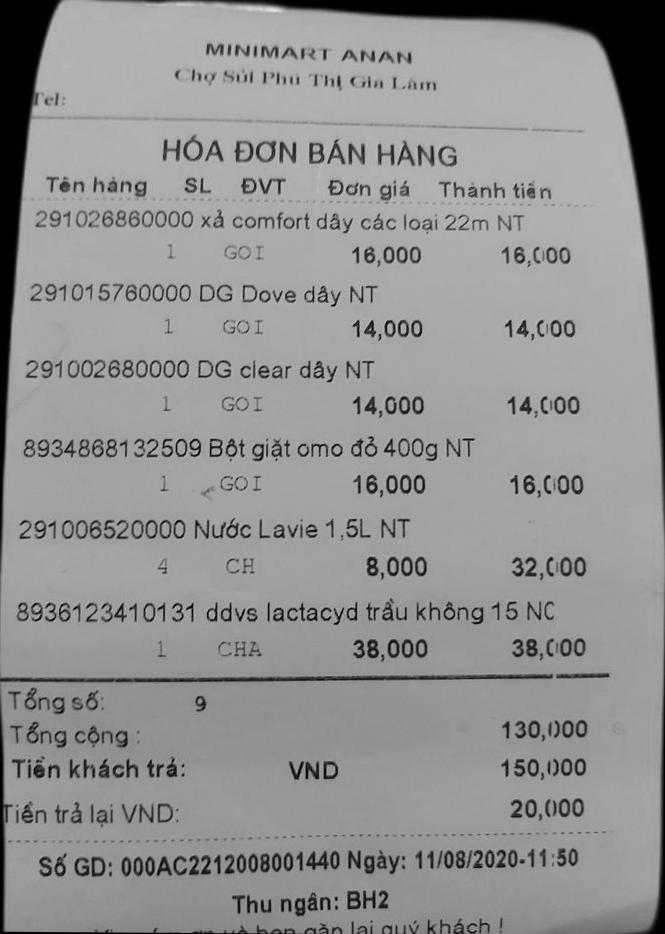 MINIMART ANAN
Chợ Sủi Phú Thị Gia Lâm
Tel:
HÓA ĐƠN BÁN HÀNG
Tên hàng SL ĐVT Đơn giá Thành tiền
291026860000 xả comfort dây các loại 22m NT
1 GOI 16,000 16,000
291015760000 DG Dove dây NT
1 GOI 14,000 14,000
291002680000 DG clear dây NT
1 GOI 14,000 14,000
8934868132509 Bột giặt omo đỏ 400g NT
1 GOI 16,000 16,000
291006520000 Nước Lavie 1,5L NT
4 CH 8,000 32,000
8936123410131 ddvs lactacyd trầu không 15 NC
1 CHA 38,000 38,000
Tổng số: 9
Tổng cộng : 130,000
Tiền khách trả: VND 150,000
Tiền trả lại VND: 20,000
Số GD: 000AC2212008001440 Ngày: 11/08/2020-11:50
Thu ngân: BH2
và hẹn gặp lại quý khách !